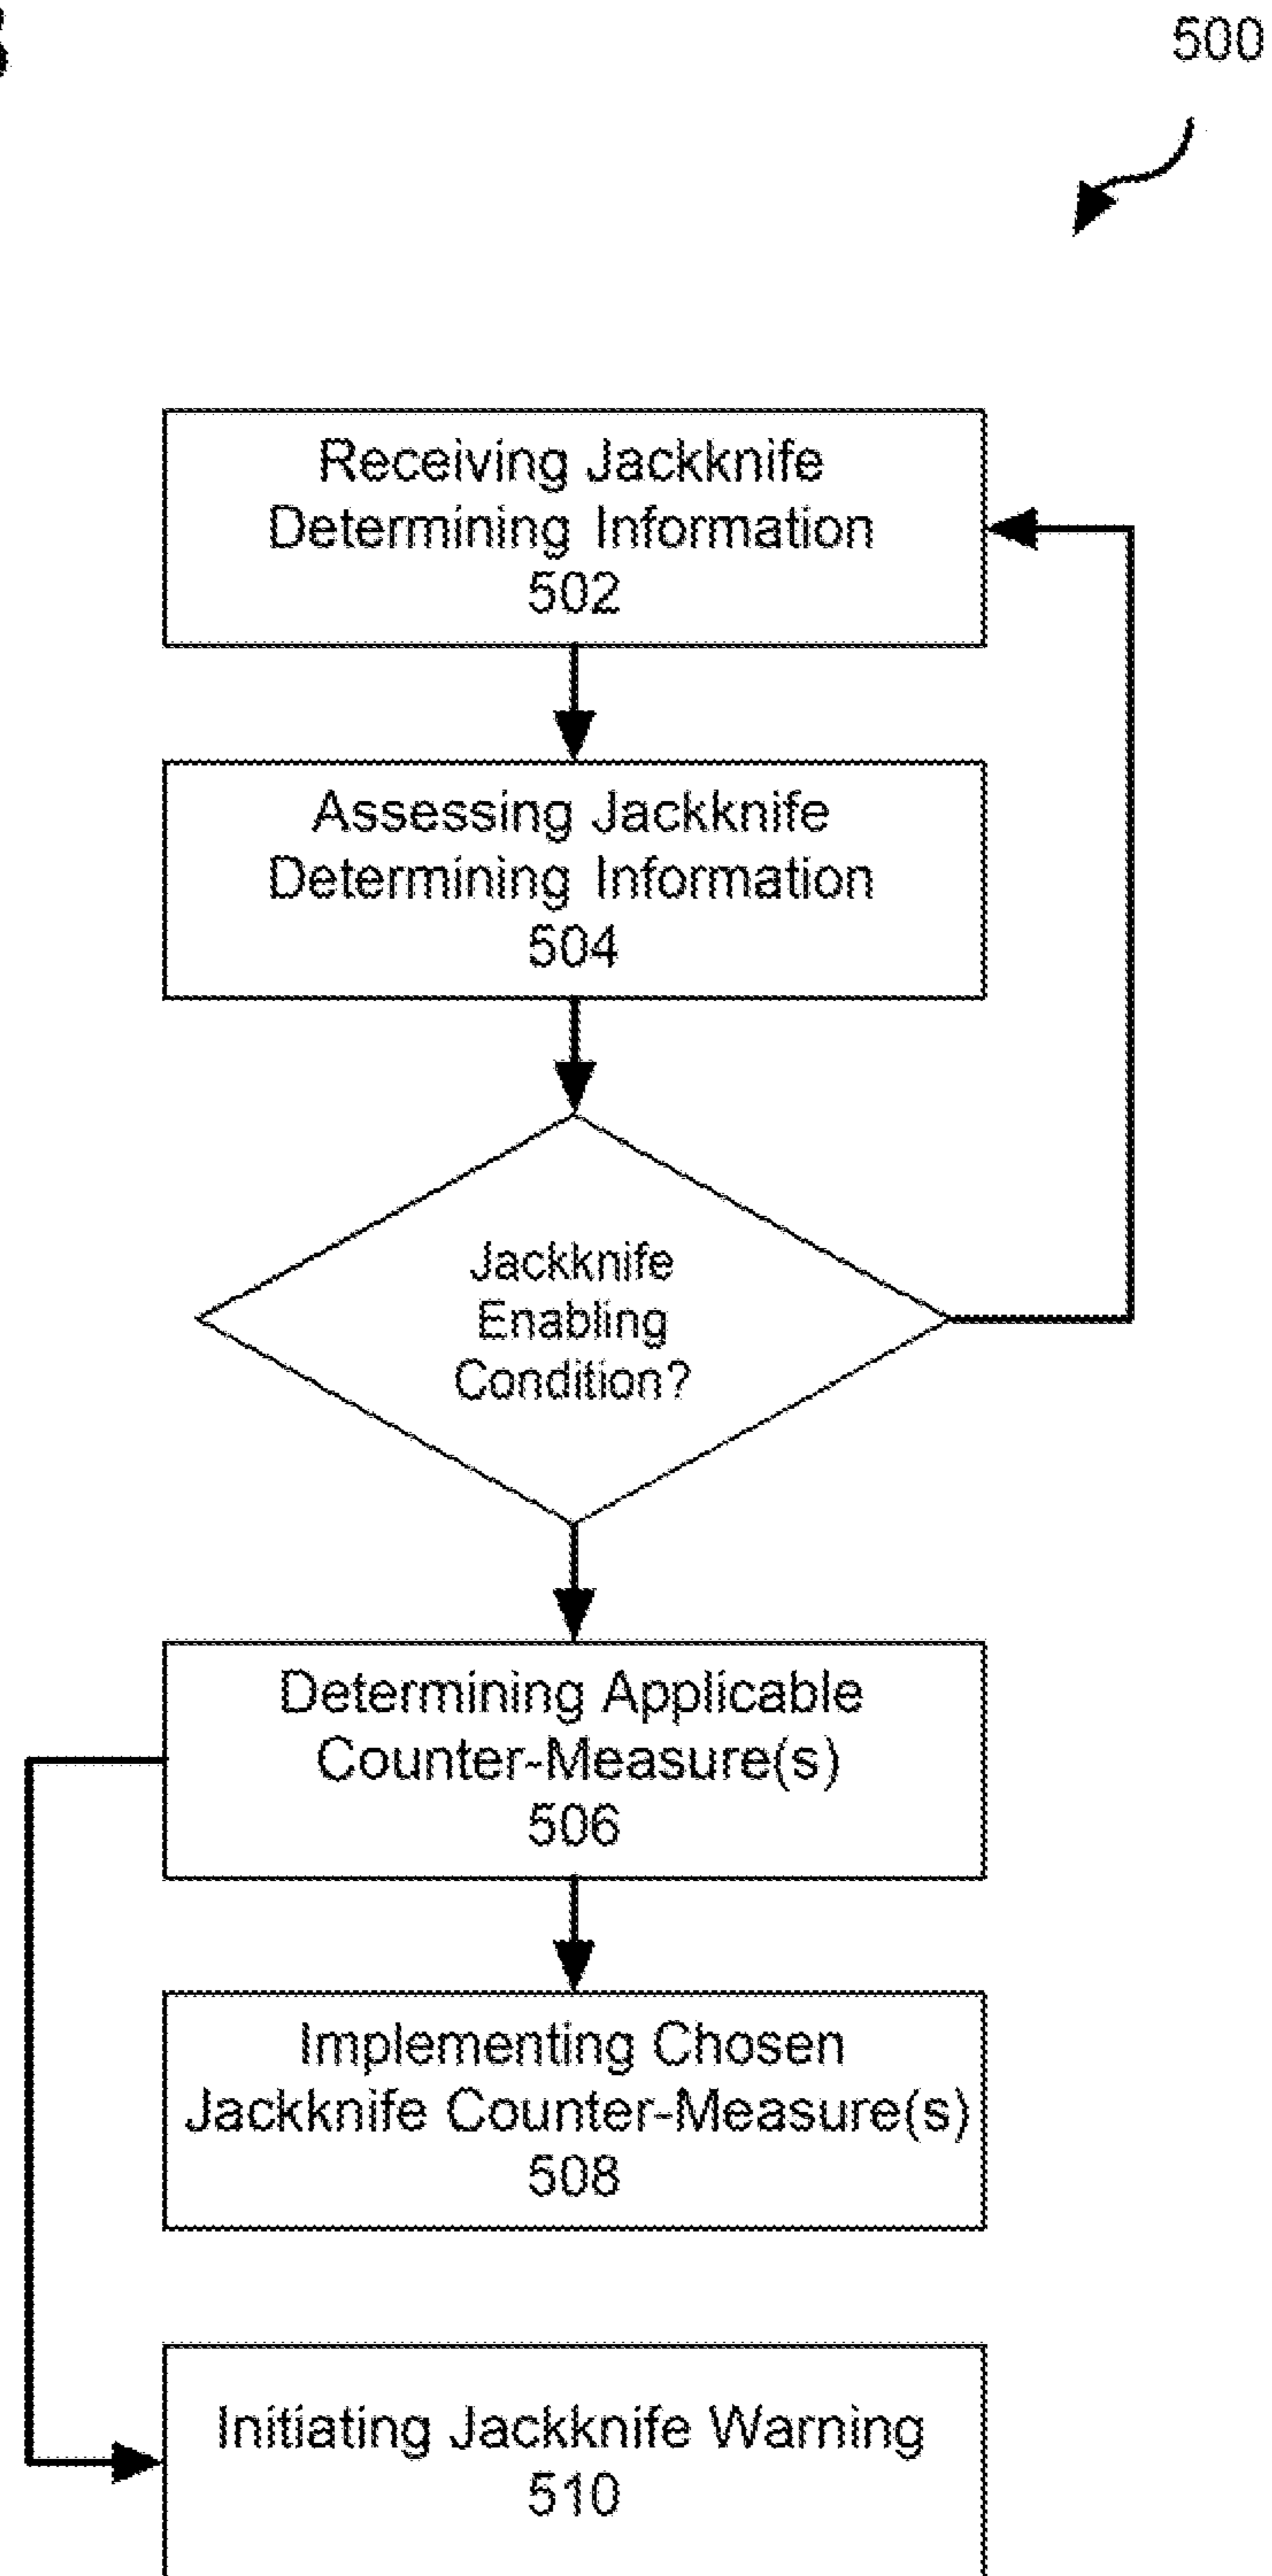 500
Receiving Jackknife
Determining Information
502
Assessing Jackknife
Determining Information
504
Jackknife
Enabling
Condition?
Determining Applicable
Counter-Measure(s)
506
Implementing Chosen
Jackknife Counter-Measure(s)
508
Initiating Jackknife Warning
510